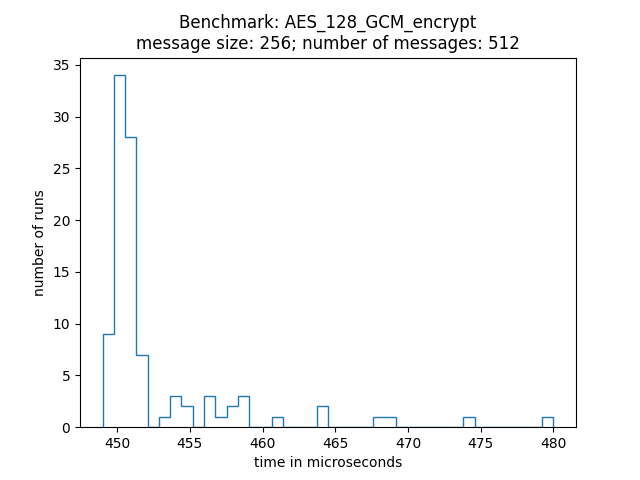 Benchmark: AES_128_GCM_encrypt
message size: 256; number of messages: 512
35
30
25
20
15
10
5
0
number of runs
450 455 460 465 470 475 480
time in microseconds